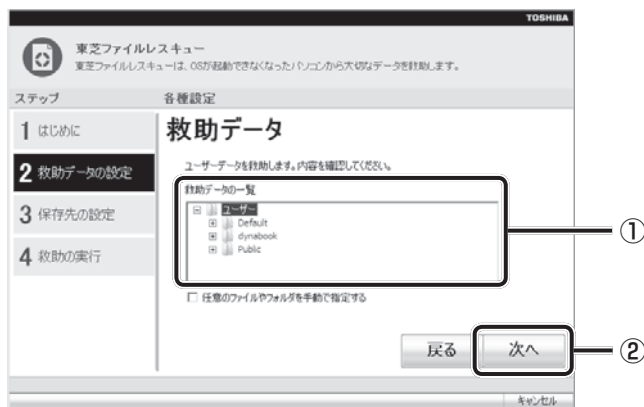 TOSHIBA
東芝ファイルレスキュー
東芝ファイルレスキューは、OSが起動できなくなったパソコンから大切なデータを救助します。
ステップ
各種設定
1 はじめに
2 救助データの設定
3 保存先の設定
4 救助の実行
救助データ
ユーザーデータを救助します。内容を確認してください。
救助データの一覧
ユーザー
Default
dynabook
Public
①
任意のファイルやフォルダを手動で指定する
戻る
次へ
②
キャンセル